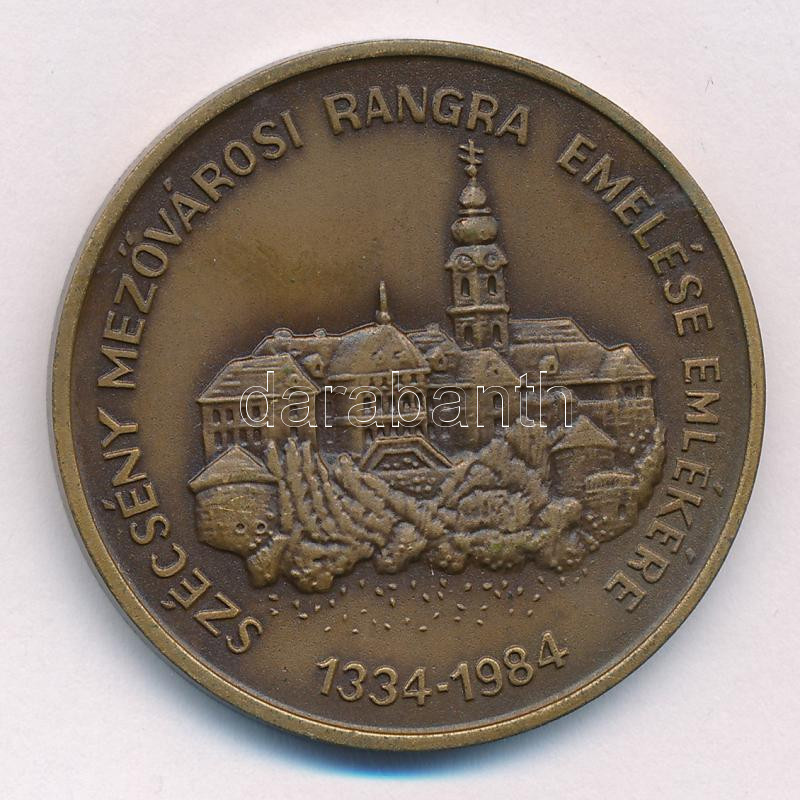 SZÉCSÉNY MEZŐVÁROSI RANGRA EMELÉSE EMLÉKÉRE
1334-1984
darabanth